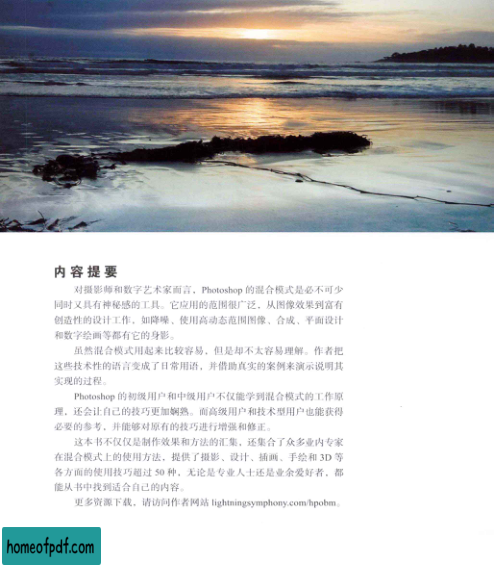 内容提要
对摄影师和数字艺术家而言，Photoshop 的混合模式是必不可少
同时又具有神秘感的工具。它应用的范围很广泛，从图像效果到富有
创造性的设计工作，如降噪、使用高动态范围图像、合成、平面设计
和数字绘画等都有它的身影。
虽然混合模式用起来比较容易，但是却不太容易理解。作者把
这些技术性的语言变成了日常用语，并借助真实的案例来演示说明其
实现的过程。
Photoshop 的初级用户和中级用户不仅能学到混合模式的工作原
理，还会让自己的技巧更加娴熟。而高级用户和技术型用户也能获得
必要的参考，并能够对原有的技巧进行增强和修正。
这本书不仅仅是制作效果和方法的汇集，还集合了众多业内专家
在混合模式上的使用方法，提供了摄影、设计、插画、手绘和 3D 等
各方面的使用技巧超过 50 种，无论是专业人士还是业余爱好者，都
能从书中找到适合自己的内容。
更多资源下载，请访问作者网站 lightningsymphony.com/hpobm。
homeofpdf.com